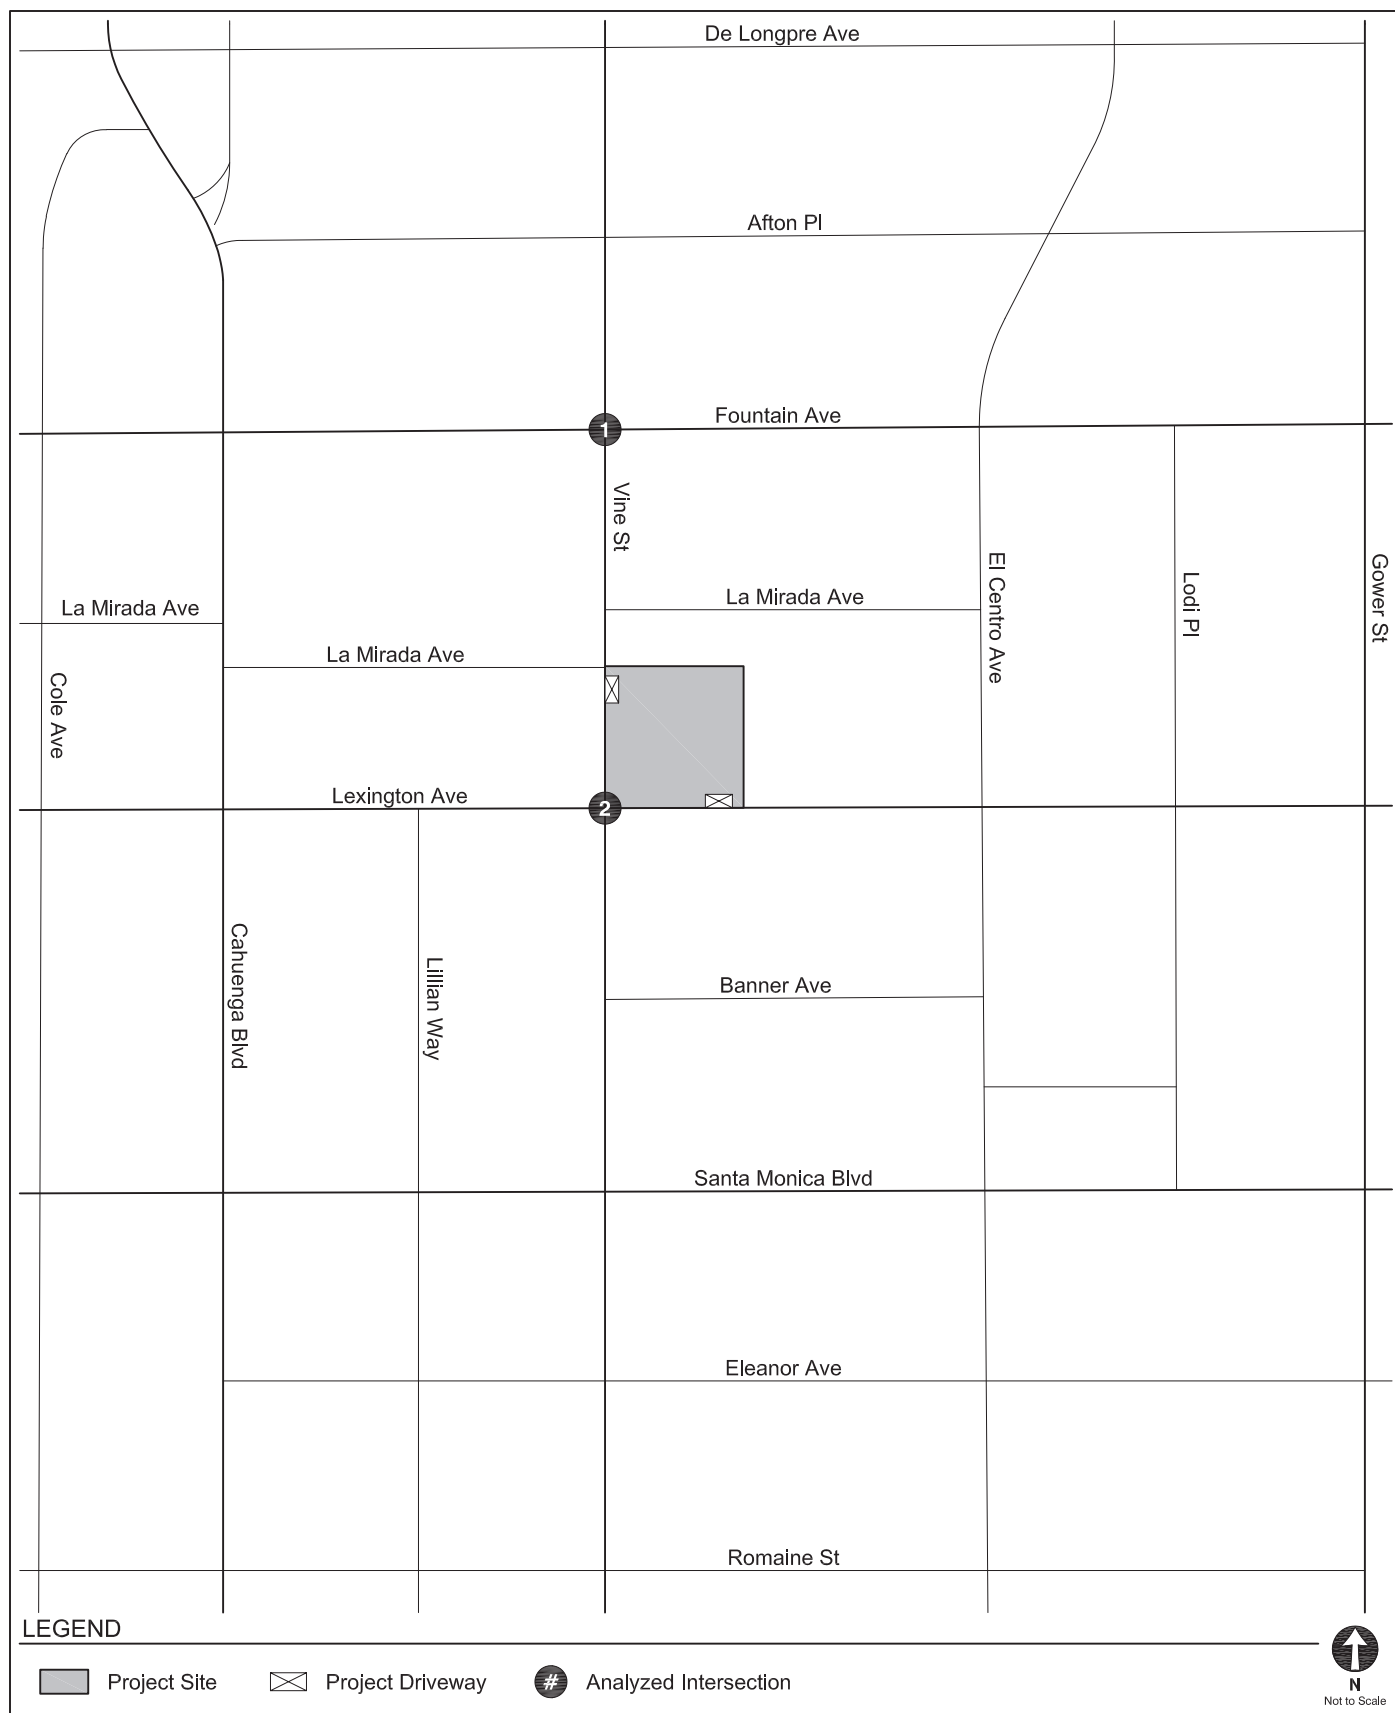 De Longpre Ave
Afton Pl
Fountain Ave
1
Vine St
La Mirada Ave
La Mirada Ave
El Centro Ave
Lodi Pl
Gower St
La Mirada Ave
Cole Ave
Lexington Ave
2
Cahuenga Blvd
Lillian Way
Banner Ave
Santa Monica Blvd
Eleanor Ave
Romaine St
LEGEND
Project Site
Project Driveway
# Analyzed Intersection
N
Not to Scale